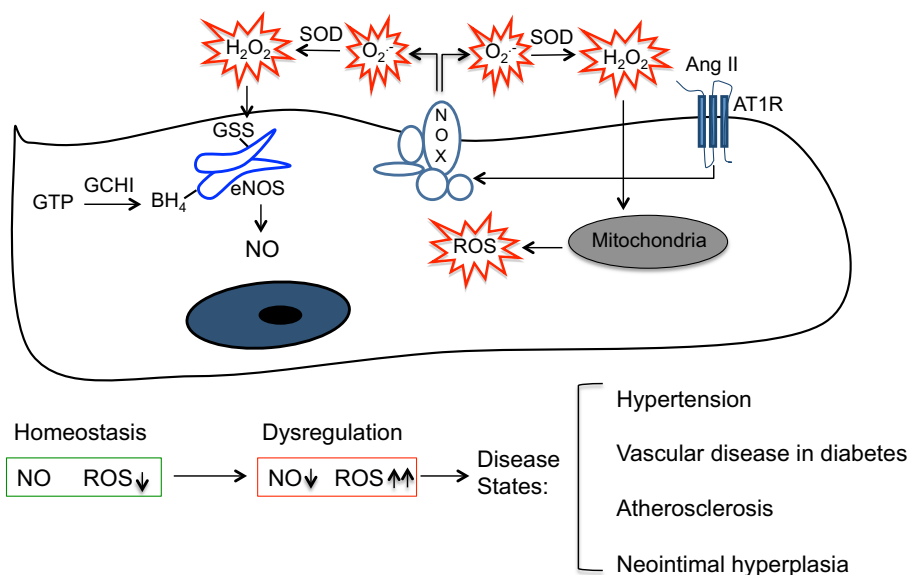 H2O2
SOD
O2·-
O2·-
SOD
H2O2
Ang II
AT1R
GSS
NOX
GTP
GCHI
BH4
eNOS
NO
ROS
Mitochondria
Homeostasis
NO ROS↓
Dysregulation
NO↓ ROS↑↑
Disease
States:
Hypertension
Vascular disease in diabetes
Atherosclerosis
Neointimal hyperplasia